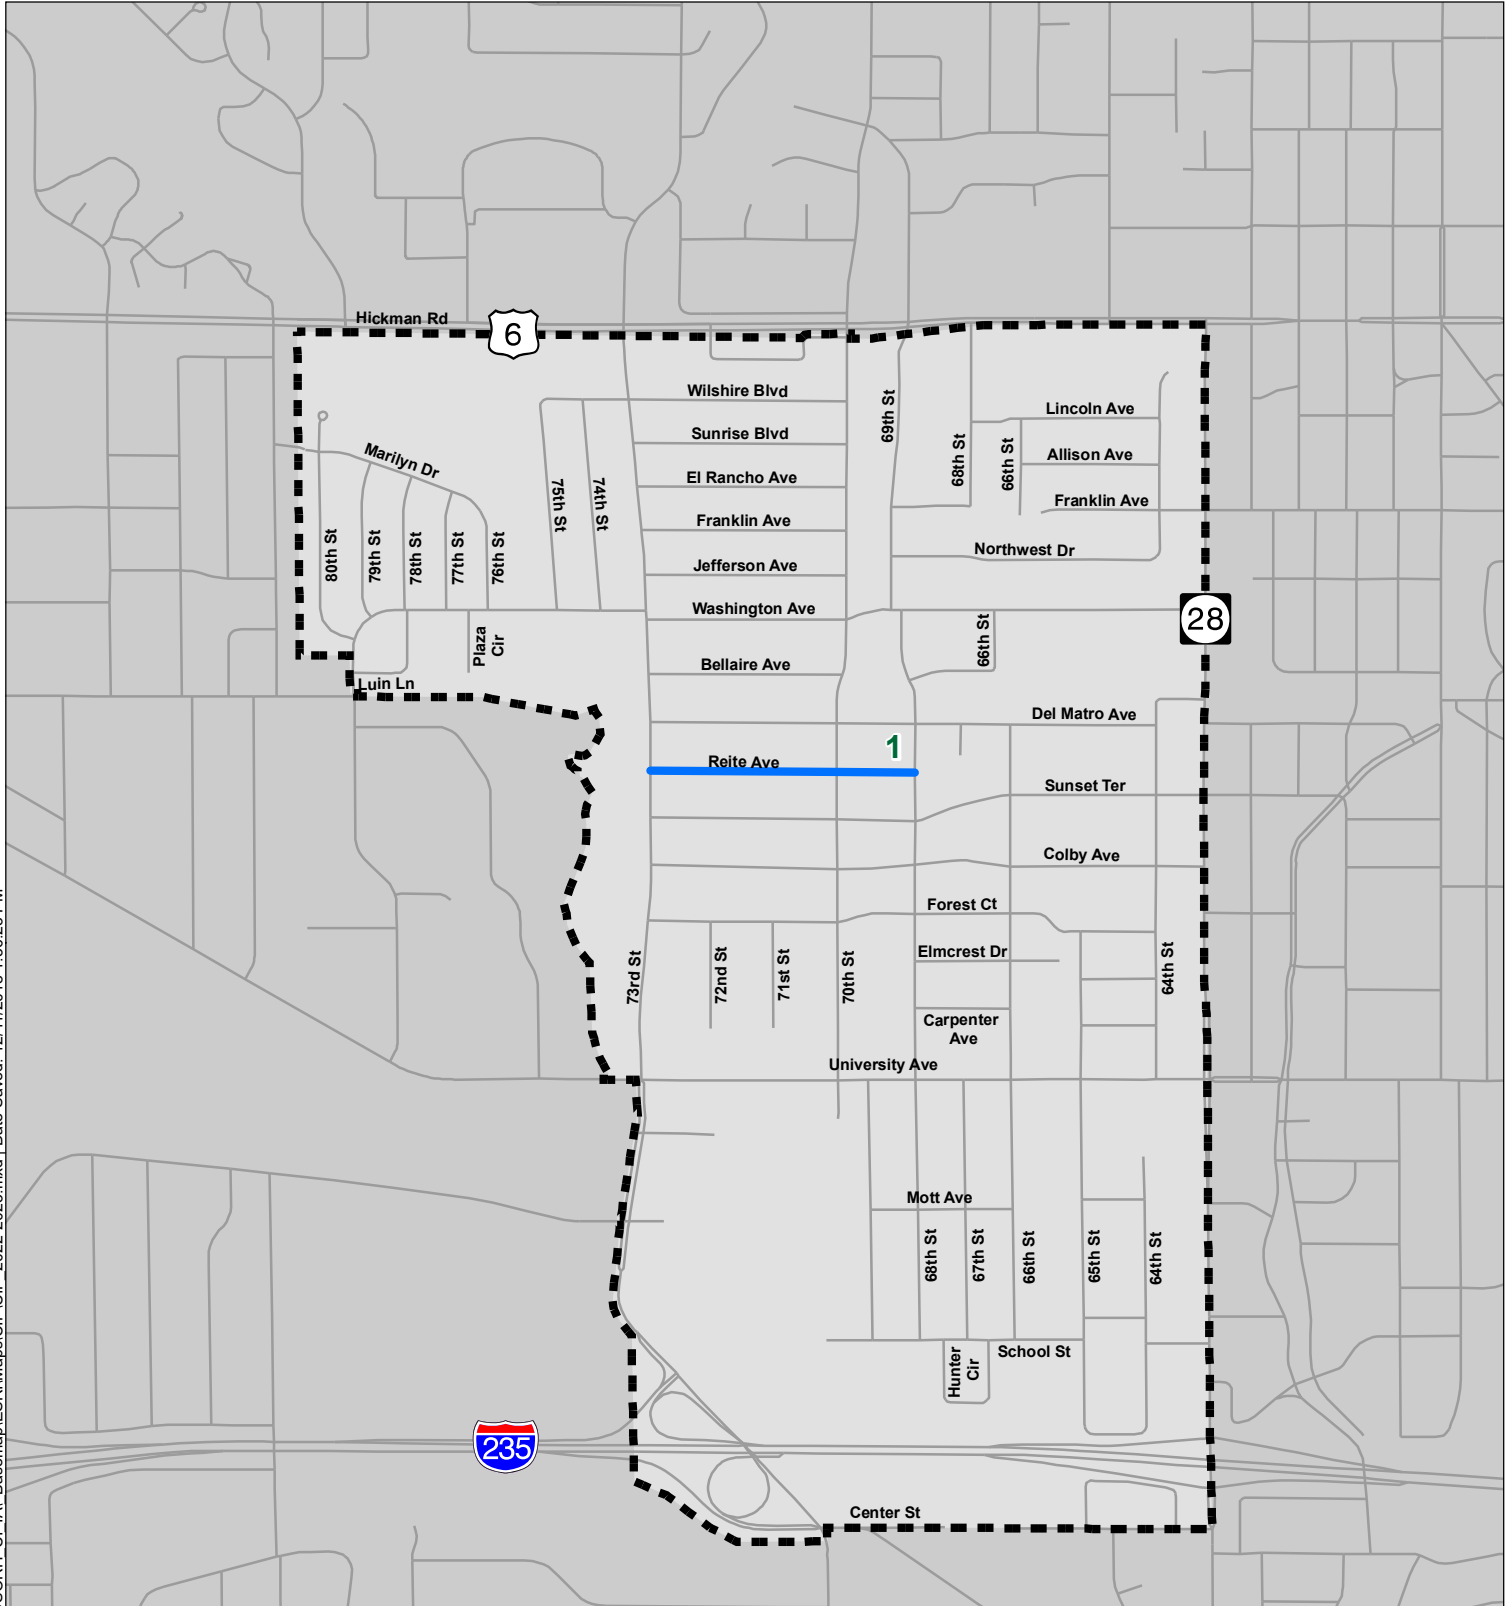 Hickman Rd
6
Wilshire Blvd
Sunrise Blvd
El Rancho Ave
Franklin Ave
Jefferson Ave
Washington Ave
Bellaire Ave
69th St
68th St
66th St
Lincoln Ave
Allison Ave
Franklin Ave
Northwest Dr
Marilyn Dr
80th St
79th St
78th St
77th St
76th St
75th St
74th St
28
Plaza
Cir
66th St
Luin Ln
Del Matro Ave
1
Reite Ave
Sunset Ter
Colby Ave
Forest Ct
Elmcrest Dr
73rd St
72nd St
71st St
70th St
64th St
Carpenter
Ave
University Ave
Mott Ave
68th St
67th St
66th St
65th St
64th St
School St
Hunter
Cir
235
Center St